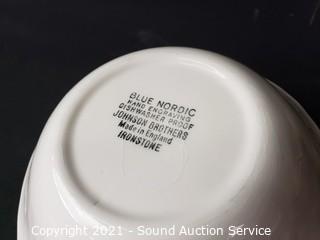 BLUE NORDIC
HAND ENGRAVING
DISHWASHER PROOF
JOHNSON BROTHERS
Made in England
IRONSTONE
Copyright 2021 - Sound Auction Service